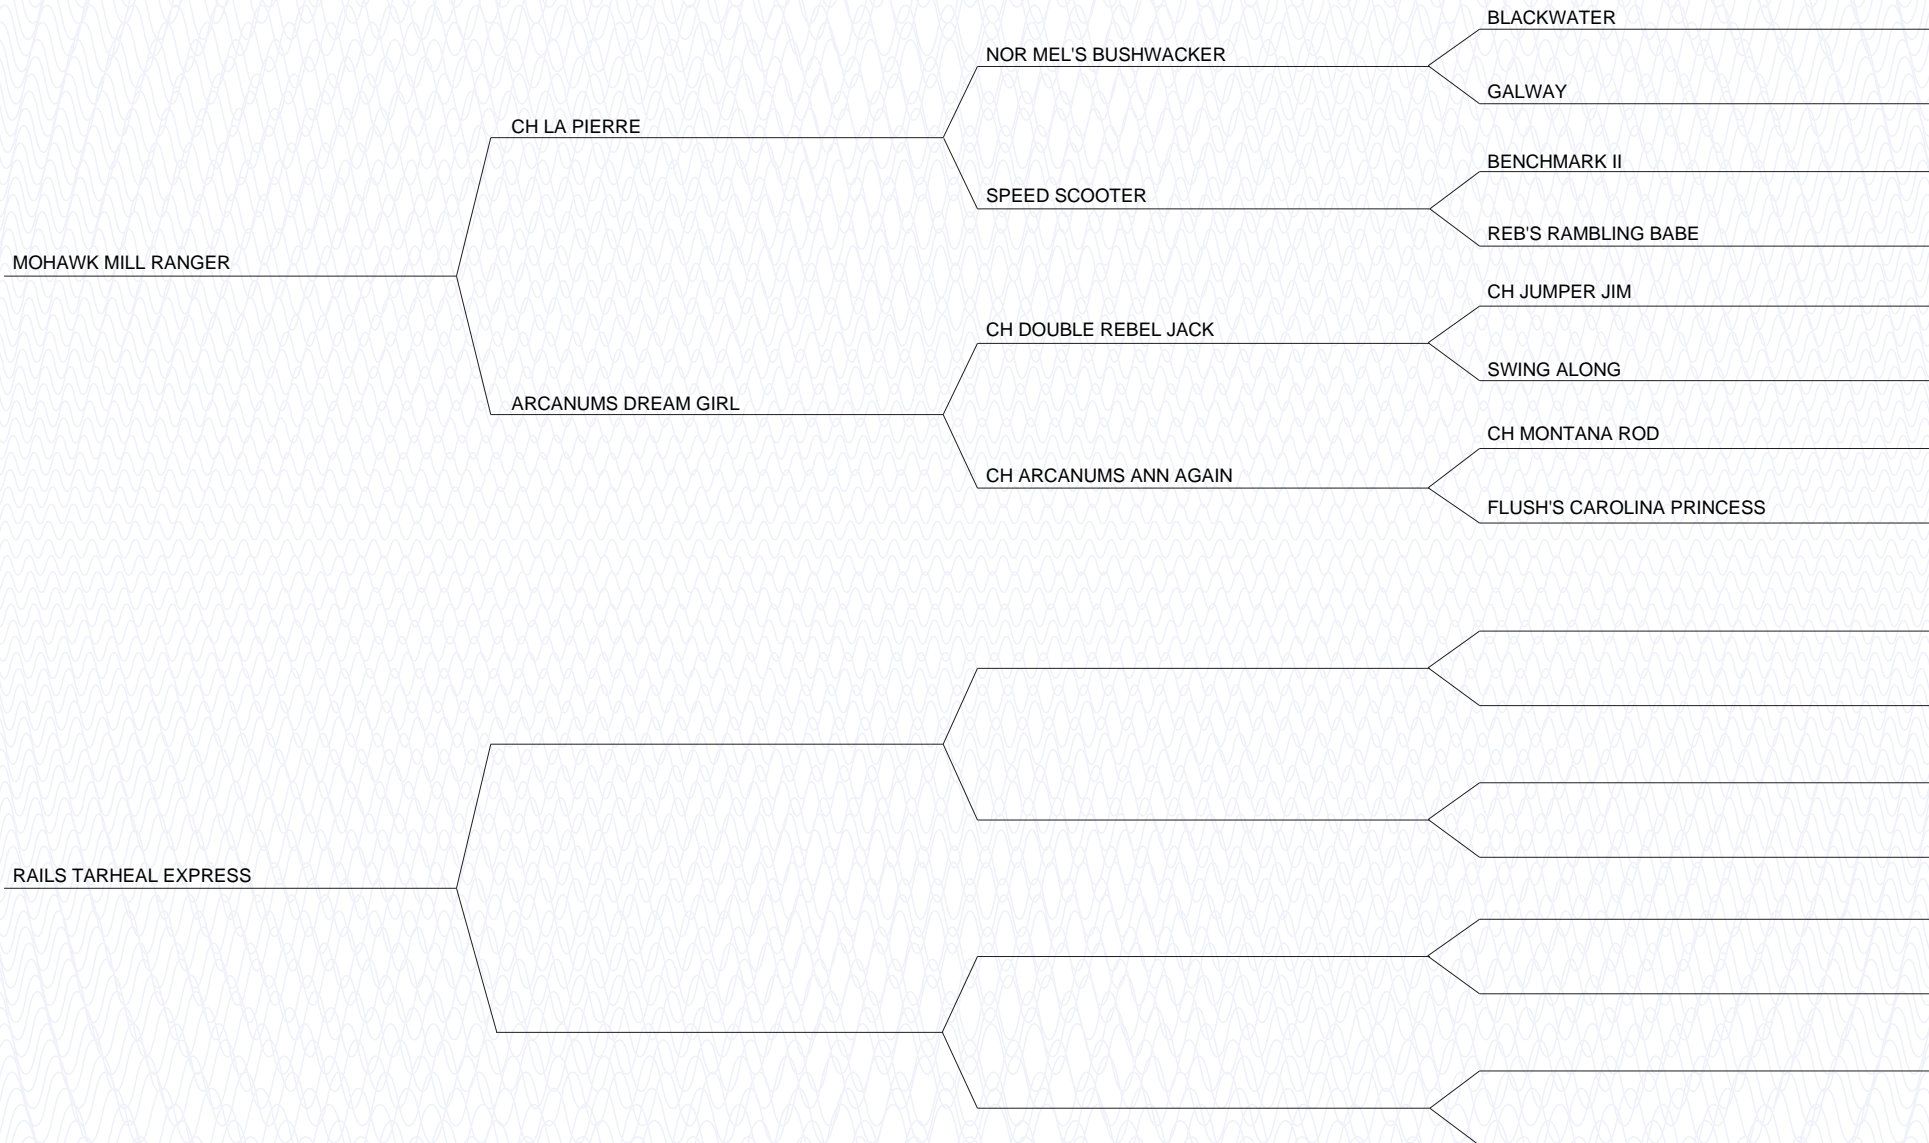 BLACKWATER
NOR MEL'S BUSHWACKER
GALWAY
CH LA PIERRE
BENCHMARK II
SPEED SCOOTER
REB'S RAMBLING BABE
MOHAWK MILL RANGER
CH JUMPER JIM
CH DOUBLE REBEL JACK
SWING ALONG
ARCANUMS DREAM GIRL
CH MONTANA ROD
CH ARCANUMS ANN AGAIN
FLUSH'S CAROLINA PRINCESS
RAILS TARHEAL EXPRESS